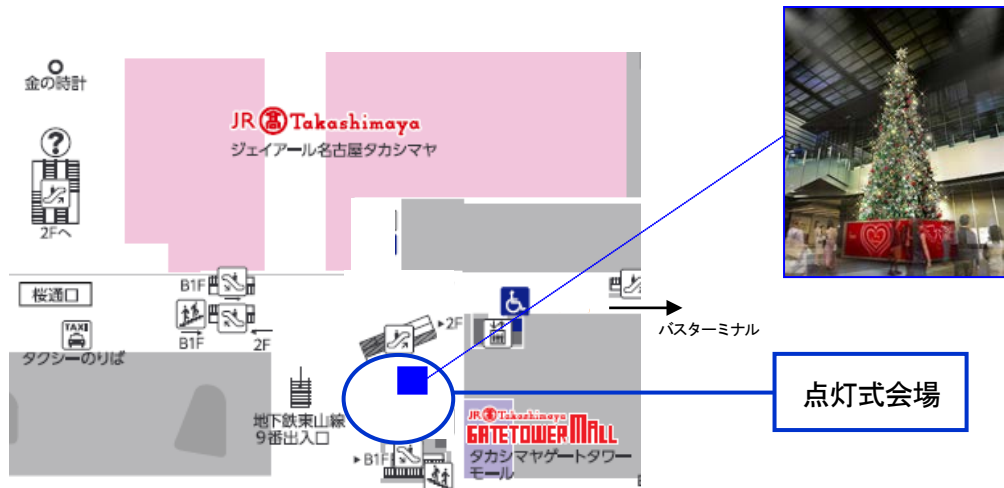 金の時計
?
2Fへ
JR 髙 Takashimaya
ジェイアール名古屋タカシマヤ
桜通口
TAXI
タクシーのりば
B1F
B1F
2F
▸2F
バスターミナル
地下鉄東山線
9番出入口
▸B1F
JR 髙 Takashimaya
GATETOWER MALL
タカシマヤゲートタワー
モール
点灯式会場